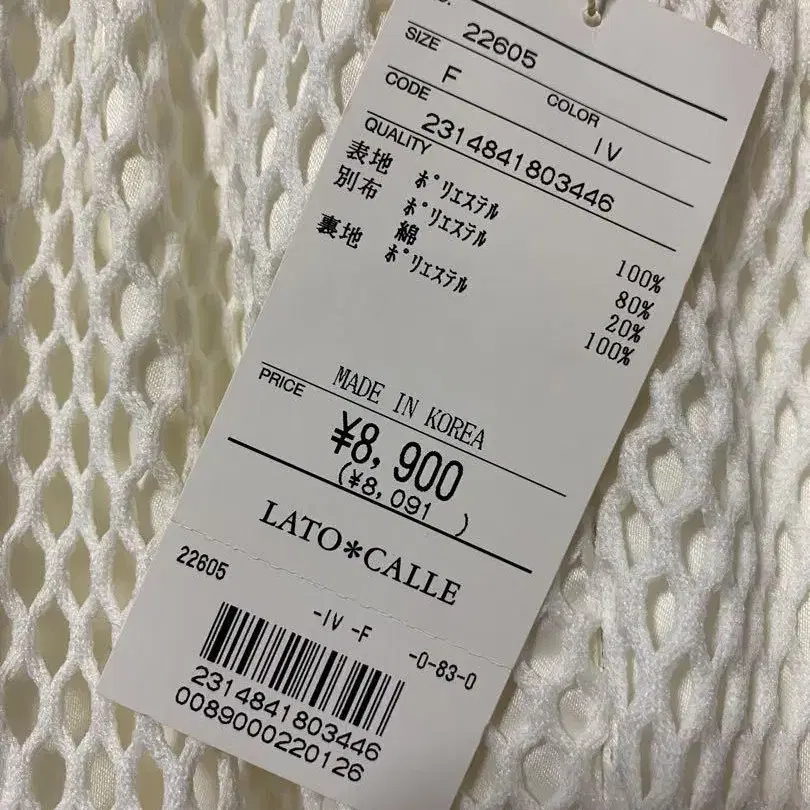 22605
SIZE F COLOR IV
CODE 2314841803446
QUALITY
表地 ﾎﾟﾘｴｽﾃﾙ 100%
別布 ﾎﾟﾘｴｽﾃﾙ 80%
綿 20%
裏地 ﾎﾟﾘｴｽﾃﾙ 100%
MADE IN KOREA
PRICE ¥8,900
(¥8,091 )
LATO*CALLE
22605
-IV -F -0-83-0
2314841803446
0089000220126